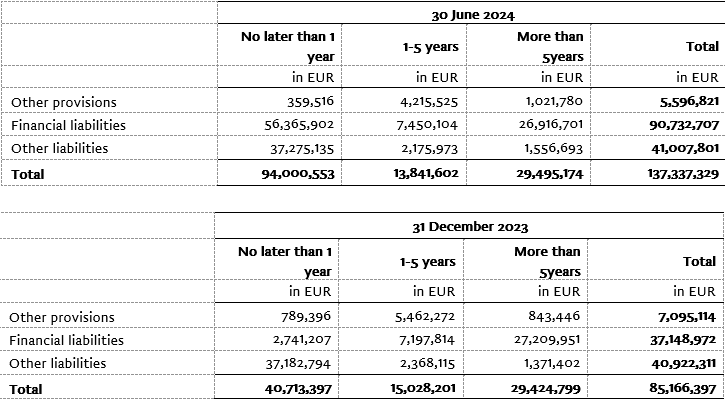 30 June 2024
No later than 1 year 1-5 years More than 5years Total
in EUR in EUR in EUR in EUR
Other provisions 359,516 4,215,525 1,021,780 5,596,821
Financial liabilities 56,365,902 7,450,104 26,916,701 90,732,707
Other liabilities 37,275,135 2,175,973 1,556,693 41,007,801
Total 94,000,553 13,841,602 29,495,174 137,337,329
31 December 2023
No later than 1 year 1-5 years More than 5years Total
in EUR in EUR in EUR in EUR
Other provisions 789,396 5,462,272 843,446 7,095,114
Financial liabilities 2,741,207 7,197,814 27,209,951 37,148,972
Other liabilities 37,182,794 2,368,115 1,371,402 40,922,311
Total 40,713,397 15,028,201 29,424,799 85,166,397